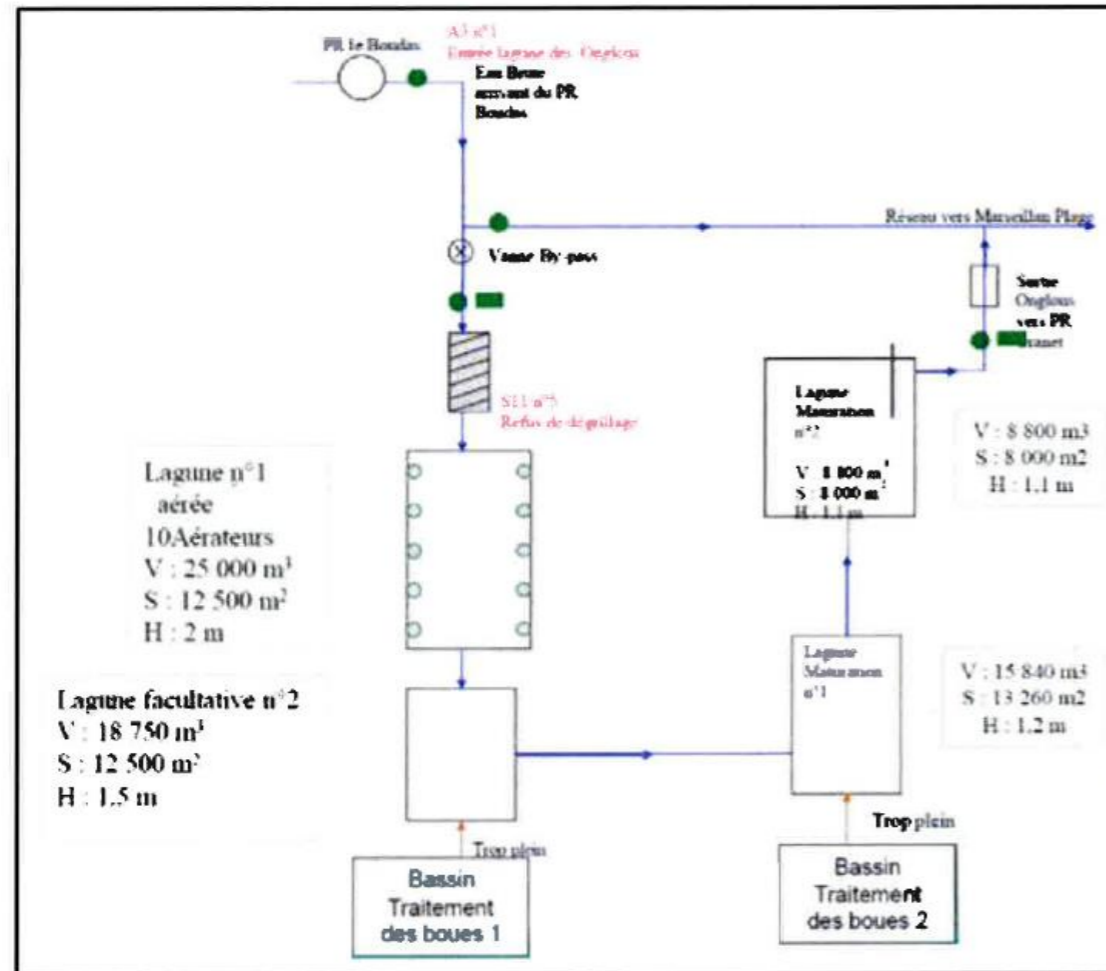 PR le Boudas
A3 n°1
Entrée lagune des Onglous
Eau Brute
arrivant du PR
Boudas
Réseau vers Marseillan Plage
Vanne By-pass
Sortie
Onglous
vers PR
S11 n°5
Refus de dégrillage
Lagune n°1
aérée
10Aérateurs
V : 25 000 m³
S : 12 500 m²
H : 2 m
Lagune
Maturation
n°2
V : 8 800 m³
S : 8 000 m²
H : 1.1 m
V : 8 800 m3
S : 8 000 m2
H : 1.1 m
Lagune facultative n°2
V : 18 750 m³
S : 12 500 m²
H : 1.5 m
Lagune
Maturation
n°1
V : 15 840 m3
S : 13 260 m2
H : 1.2 m
Trop plein
Trop plein
Bassin
Traitement
des boues 1
Bassin
Traitement
des boues 2